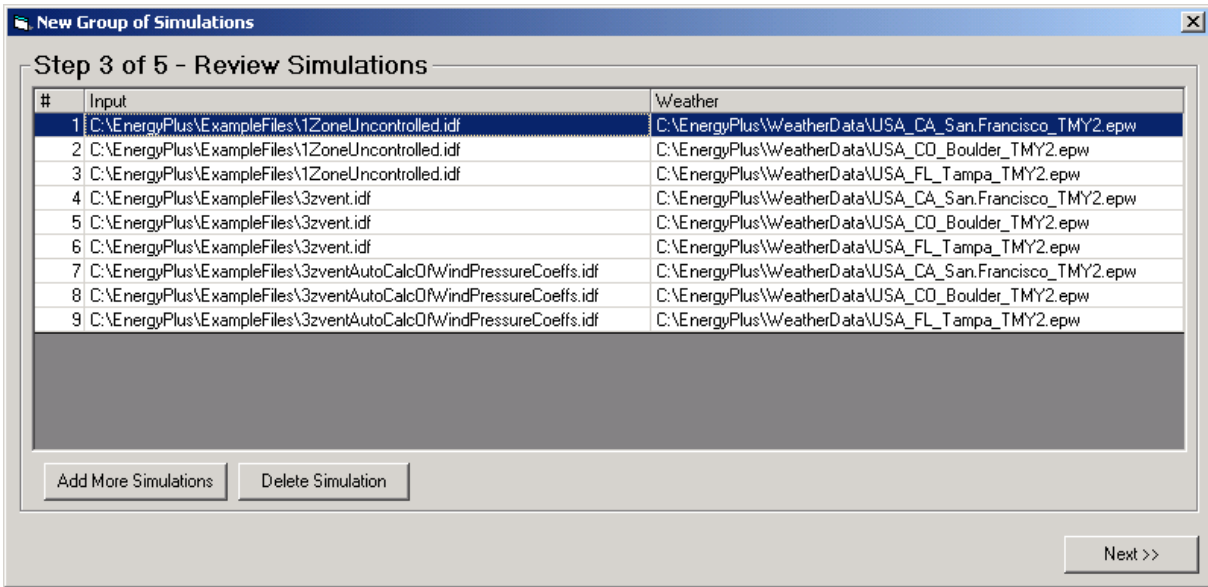 New Group of Simulations
Step 3 of 5 - Review Simulations
# Input Weather
1 C:\EnergyPlus\ExampleFiles\1ZoneUncontrolled.idf C:\EnergyPlus\WeatherData\USA_CA_San.Francisco_TMY2.epw
2 C:\EnergyPlus\ExampleFiles\1ZoneUncontrolled.idf C:\EnergyPlus\WeatherData\USA_CO_Boulder_TMY2.epw
3 C:\EnergyPlus\ExampleFiles\1ZoneUncontrolled.idf C:\EnergyPlus\WeatherData\USA_FL_Tampa_TMY2.epw
4 C:\EnergyPlus\ExampleFiles\3zvent.idf C:\EnergyPlus\WeatherData\USA_CA_San.Francisco_TMY2.epw
5 C:\EnergyPlus\ExampleFiles\3zvent.idf C:\EnergyPlus\WeatherData\USA_CO_Boulder_TMY2.epw
6 C:\EnergyPlus\ExampleFiles\3zvent.idf C:\EnergyPlus\WeatherData\USA_FL_Tampa_TMY2.epw
7 C:\EnergyPlus\ExampleFiles\3zventAutoCalcOfWindPressureCoeffs.idf C:\EnergyPlus\WeatherData\USA_CA_San.Francisco_TMY2.epw
8 C:\EnergyPlus\ExampleFiles\3zventAutoCalcOfWindPressureCoeffs.idf C:\EnergyPlus\WeatherData\USA_CO_Boulder_TMY2.epw
9 C:\EnergyPlus\ExampleFiles\3zventAutoCalcOfWindPressureCoeffs.idf C:\EnergyPlus\WeatherData\USA_FL_Tampa_TMY2.epw
Add More Simulations Delete Simulation
Next >>